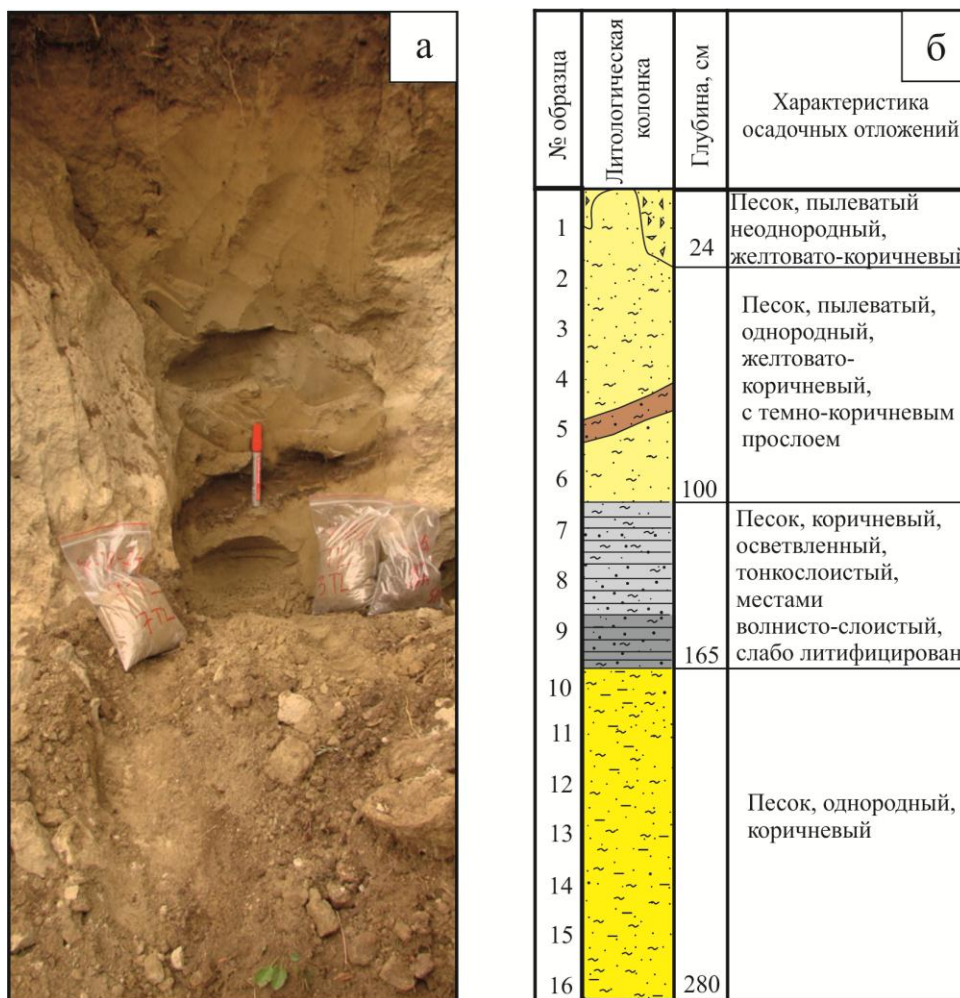 а
б
№ образца
Литологическая
колонка
Глубина, см
Характеристика
осадочных отложений
1
2
3
4
5
6
7
8
9
10
11
12
13
14
15
16
24
100
165
280
Песок, пылеватый
неоднородный,
желтовато-коричневый
Песок, пылеватый,
однородный,
желтовато-
коричневый,
с темно-коричневым
прослоем
Песок, коричневый,
осветвленный,
тонкослоистый,
местами
волнисто-слоистый,
слабо литифицирован
Песок, однородный,
коричневый
7TL
3TL